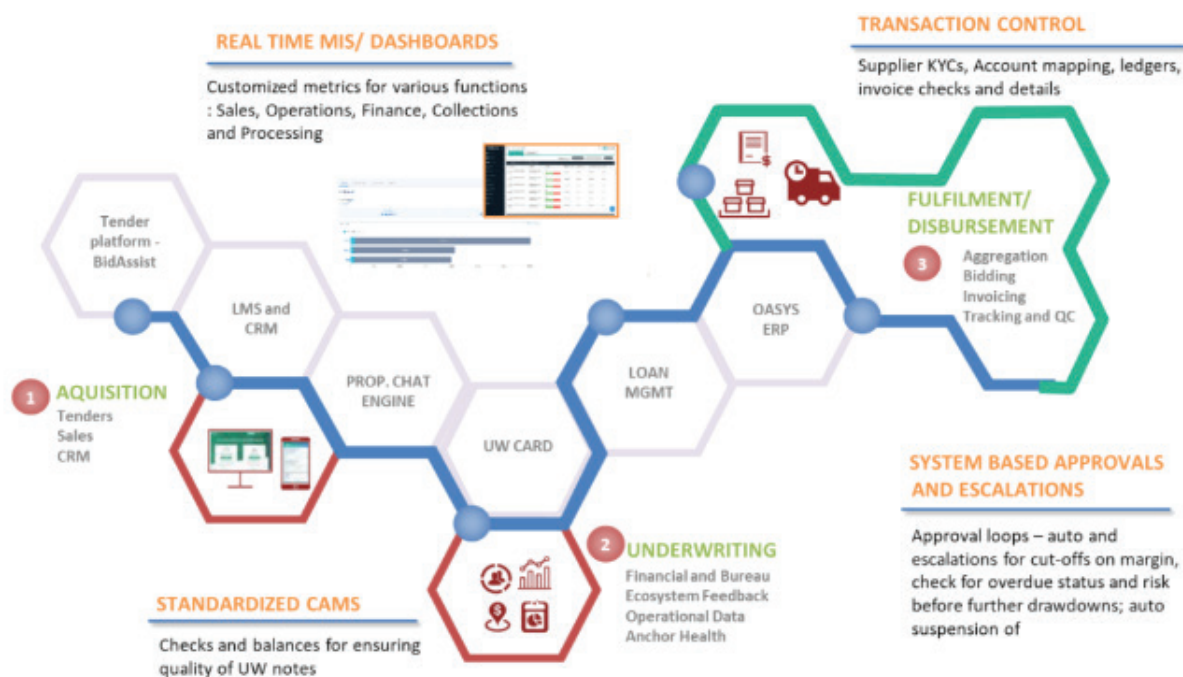 REAL TIME MIS/ DASHBOARDS
Customized metrics for various functions
: Sales, Operations, Finance, Collections
and Processing
TRANSACTION CONTROL
Supplier KYCs, Account mapping, ledgers,
invoice checks and details
Tender
platform -
BidAssist
LMS and
CRM
PROP. CHAT
ENGINE
UW CARD
LOAN
MGMT
OASYS
ERP
FULFILMENT/
DISBURSEMENT
3
Aggregation
Bidding
Invoicing
Tracking and QC
1
AQUISITION
Tenders
Sales
CRM
2
UNDERWRITING
Financial and Bureau
Ecosystem Feedback
Operational Data
Anchor Health
STANDARDIZED CAMS
Checks and balances for ensuring
quality of UW notes
SYSTEM BASED APPROVALS
AND ESCALATIONS
Approval loops – auto and
escalations for cut-offs on margin,
check for overdue status and risk
before further drawdowns; auto
suspension of